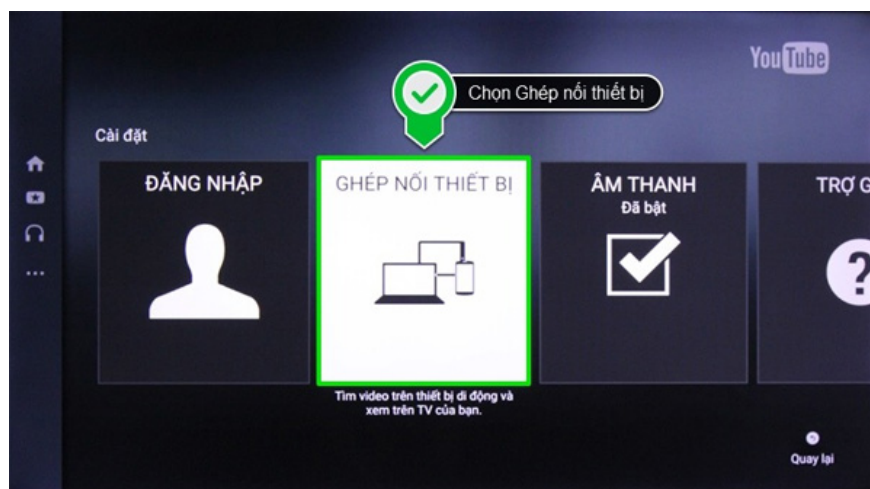 YouTube
Chọn Ghép nối thiết bị
Cài đặt
ĐĂNG NHẬP
GHÉP NỐI THIẾT BỊ
ÂM THANH
Đã bật
TRỢ G
?
Tìm video trên thiết bị di động và
xem trên TV của bạn.
Quay lại